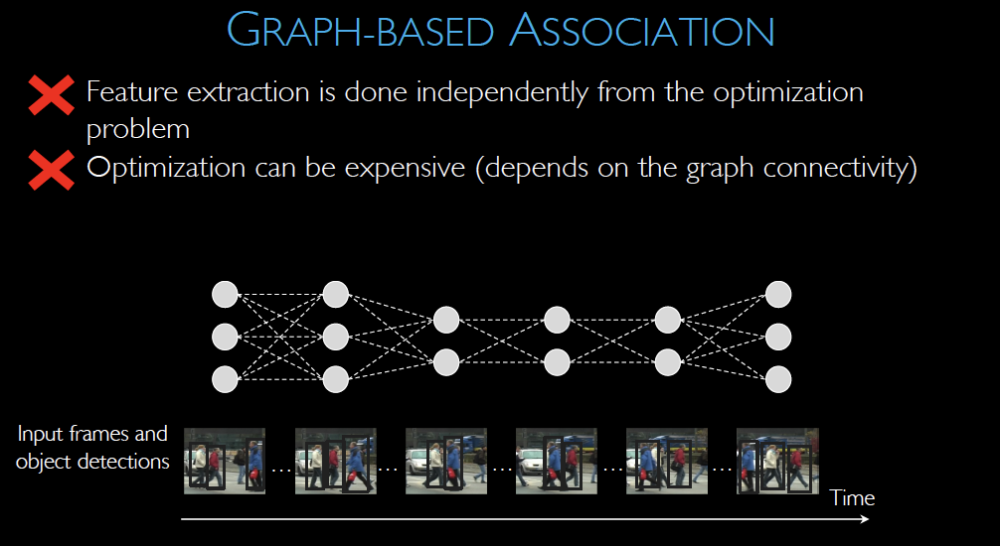 GRAPH-BASED ASSOCIATION
Feature extraction is done independently from the optimization
problem
Optimization can be expensive (depends on the graph connectivity)
Input frames and
object detections
... ... ... ... ...
Time